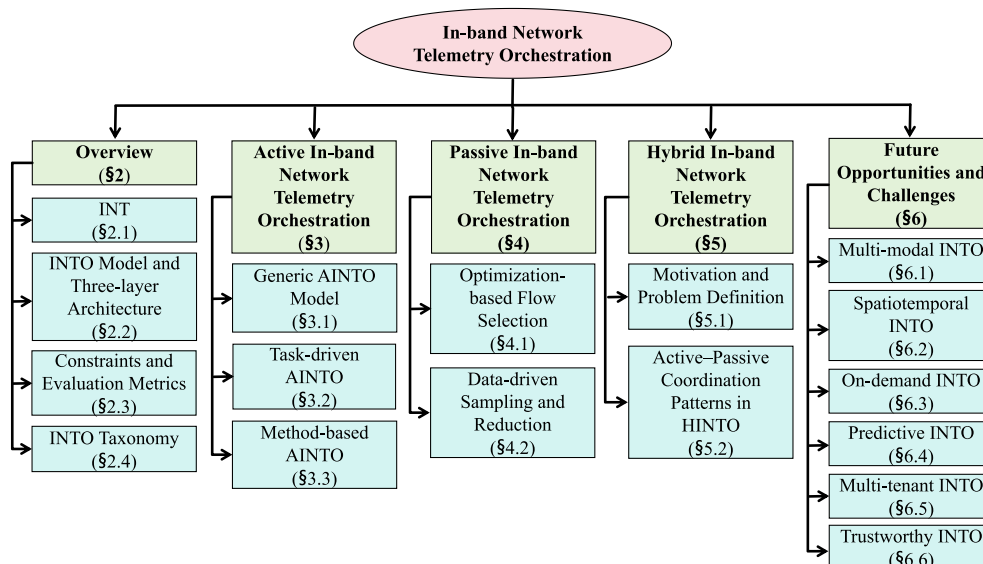 In-band Network
Telemetry Orchestration
Overview
(§2)
INT
(§2.1)
INTO Model and
Three-layer
Architecture
(§2.2)
Constraints and
Evaluation Metrics
(§2.3)
INTO Taxonomy
(§2.4)
Active In-band
Network
Telemetry
Orchestration
(§3)
Generic AINTO
Model
(§3.1)
Task-driven
AINTO
(§3.2)
Method-based
AINTO
(§3.3)
Passive In-band
Network
Telemetry
Orchestration
(§4)
Optimization-
based Flow
Selection
(§4.1)
Data-driven
Sampling and
Reduction
(§4.2)
Hybrid In-band
Network
Telemetry
Orchestration
(§5)
Motivation and
Problem Definition
(§5.1)
Active–Passive
Coordination
Patterns in
HINTO
(§5.2)
Future
Opportunities and
Challenges
(§6)
Multi-modal INTO
(§6.1)
Spatiotemporal
INTO
(§6.2)
On-demand INTO
(§6.3)
Predictive INTO
(§6.4)
Multi-tenant INTO
(§6.5)
Trustworthy INTO
(§6.6)